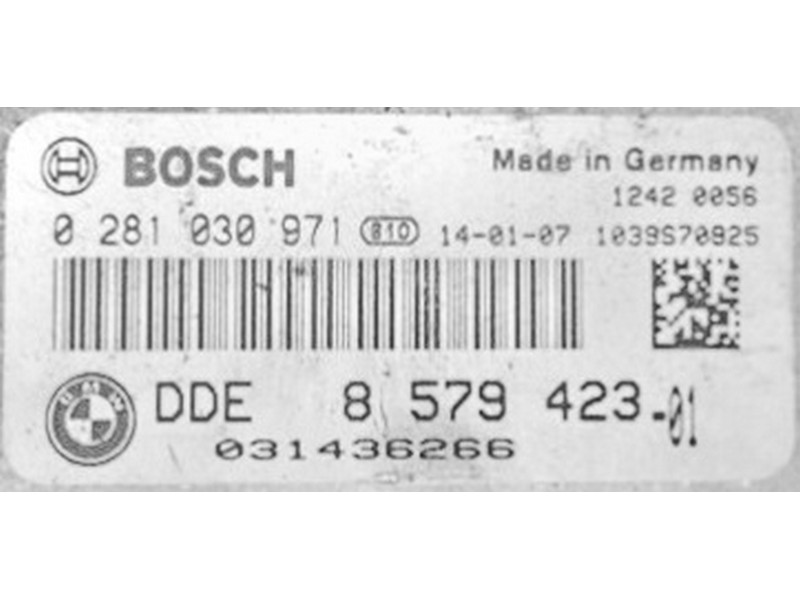 BOSCH
Made in Germany
1242 0056
0 281 030 971 810 14-01-07 1039S70925
BMW
DDE 8 579 423-01
031436266